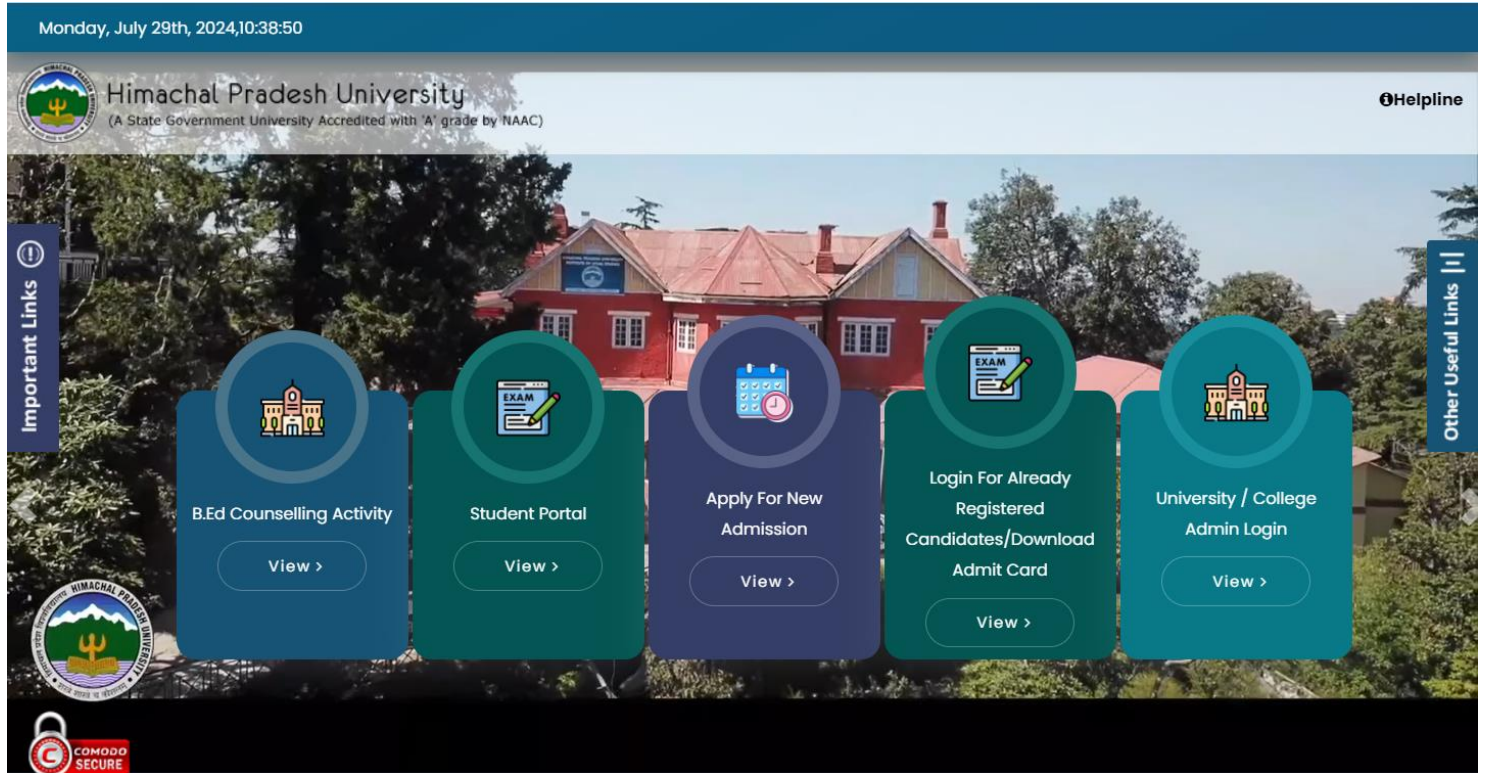 Monday, July 29th, 2024,10:38:50
Himachal Pradesh University
(A State Government University Accredited with 'A' grade by NAAC)
Helpline
Important Links
Other Useful Links
EXAM
B.Ed Counselling Activity
View >
EXAM
Student Portal
View >
Apply For New
Admission
View >
Login For Already
Registered
Candidates/Download
Admit Card
View >
University / College
Admin Login
View >
HIMACHAL PRADESH UNIVERSITY
COMODO
SECURE